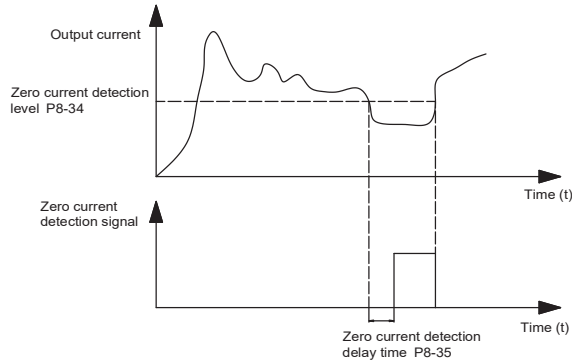 Output current
Zero current detection
level P8-34
Time (t)
Zero current
detection signal
Time (t)
Zero current detection
delay time P8-35